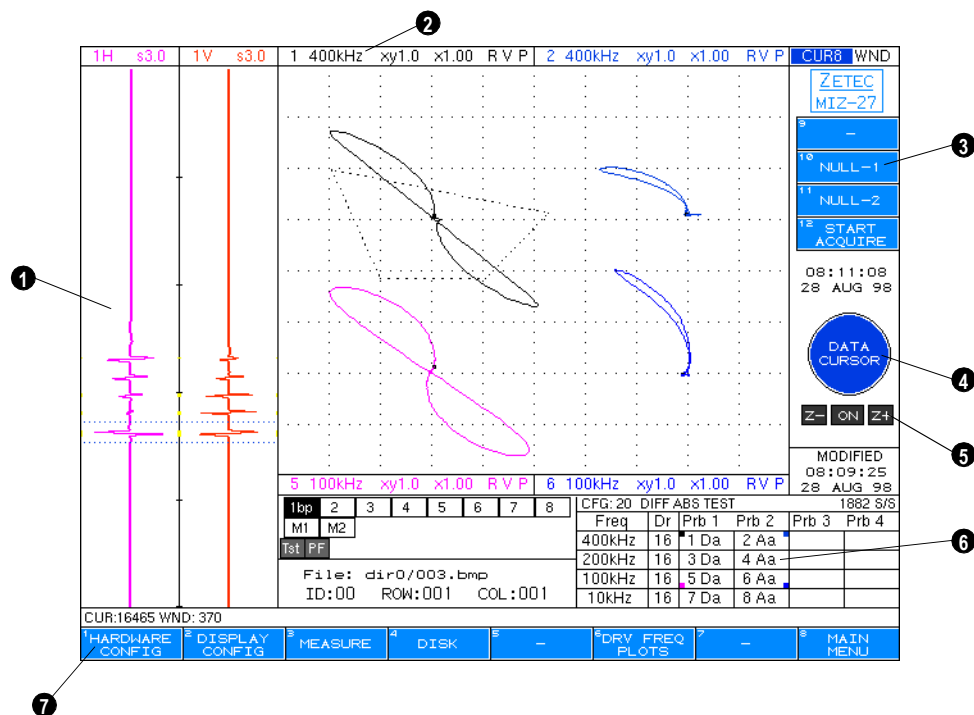 2
1H s3.0 1V s3.0 1 400kHz xy1.0 x1.00 R V P 2 400kHz xy1.0 x1.00 RV P CUR8 WND
ZETEC
MIZ-27
9 –
3
10 NULL-1
11 NULL-2
12 START
ACQUIRE
08:11:08
28 AUG 98
1
DATA
CURSOR
4
Z- ON Z+
5
MODIFIED
08:09:25
28 AUG 98
5 100kHz xy1.0 x1.00 R V P 6 100kHz xy1.0 x1.00 RV P
1bp 2 3 4 5 6 7 8
M1 M2
Tst PF
File: dir0/003.bmp
ID:00 ROW:001 COL:001
CFG: 20 DIFF ABS TEST 1882 S/S
Freq Dr Prb 1 Prb 2 Prb 3 Prb 4
400kHz 16 1 Da 2 Aa
200kHz 16 3 Da 4 Aa
6
100kHz 16 5 Da 6 Aa
10kHz 16 7 Da 8 Aa
CUR:16465 WND: 370
1 HARDWARE
CONFIG
2 DISPLAY
CONFIG
3 MEASURE
4 DISK
5 –
6 DRV FREQ
PLOTS
7 –
8 MAIN
MENU
7